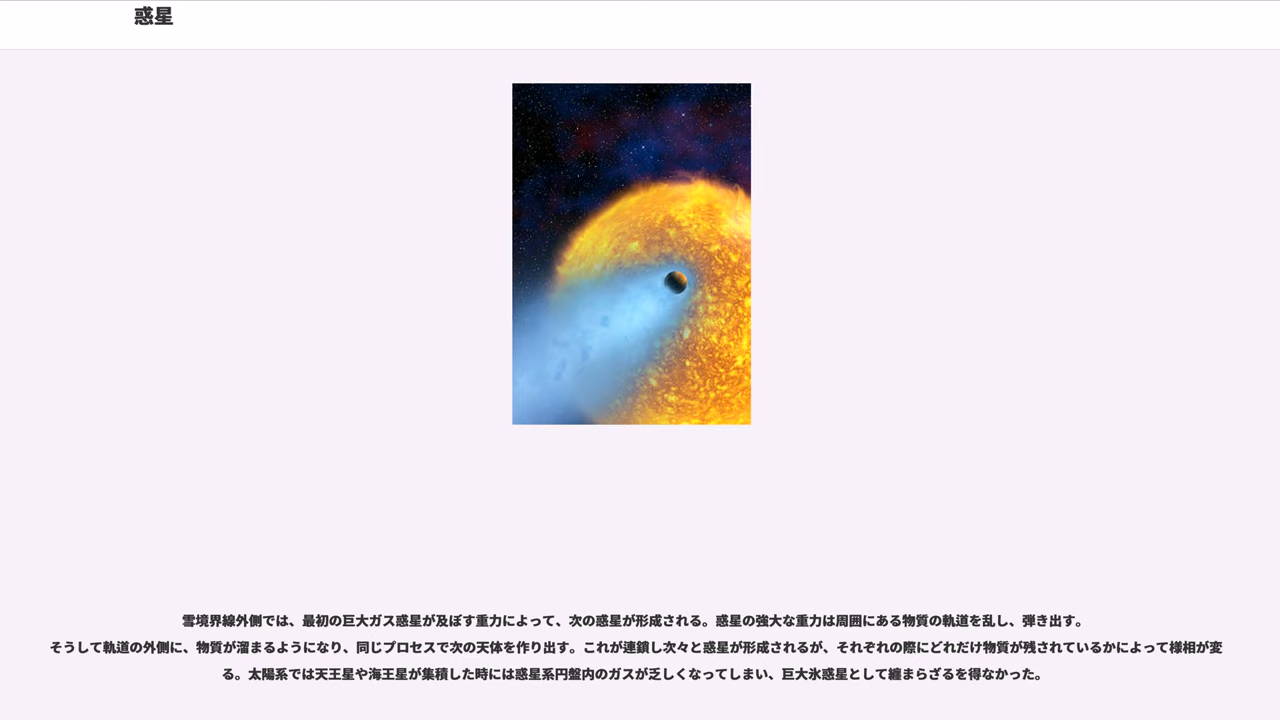 惑星
雪境界線外側では、最初の巨大ガス惑星が及ぼす重力によって、次の惑星が形成される。惑星の強大な重力は周囲にある物質の軌道を乱し、弾き出す。
そうして軌道の外側に、物質が溜まるようになり、同じプロセスで次の天体を作り出す。これが連鎖し次々と惑星が形成されるが、それぞれの際にどれだけ物質が残されているかによって様相が変
る。太陽系では天王星や海王星が集積した時には惑星系円盤内のガスが乏しくなってしまい、巨大氷惑星として纏まらざるを得なかった。